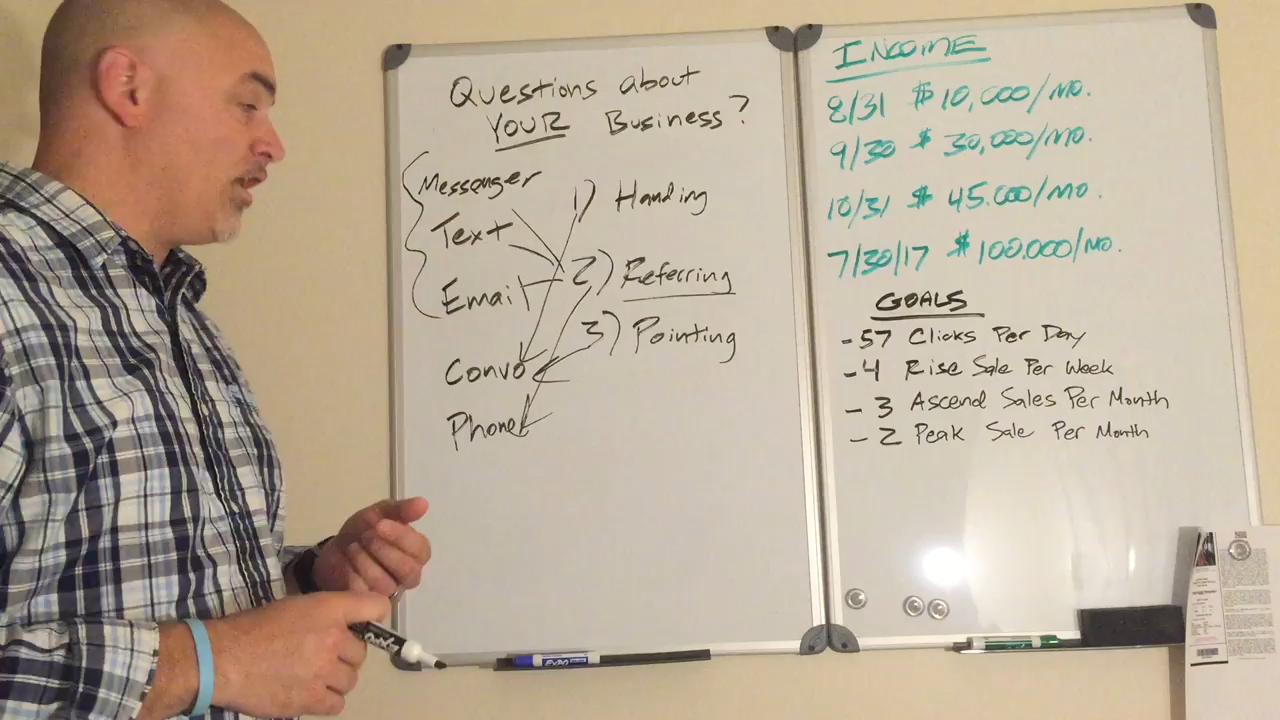 Questions about
YOUR Business?
Messenger
Text
Email
Convo
Phone
1) Handing
2) Referring
3) Pointing
INCOME
8/31 $10,000/MO.
9/30 $ 30,000/MO.
10/31 $ 45.000/MO.
7/30/17 $100.000/MO.
GOALS
-57 Clicks Per Day
-4 Rise Sale Per Week
- 3 Ascend Sales Per Month
- 2 Peak Sale Per Month
EXPO
EXPO